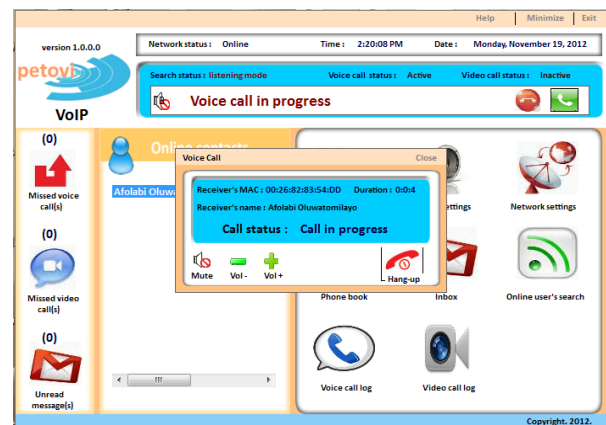 Help Minimize Exit
version 1.0.0.0
Network status : Online Time : 2:20:08 PM Date : Monday, November 19, 2012
petovip
VoIP
Search status : listening mode Voice call status : Active Video call status : Inactive
Voice call in progress
(0)
Missed voice
call(s)
(0)
Missed video
call(s)
(0)
Unread
message(s)
Online contacts
Afolabi Oluwa
Voice Call Close
Receiver's MAC : 00:26:82:83:54:DD Duration : 0:0:4
Receiver's name : Afolabi Oluwatomilayo
Call status : Call in progress
Mute Vol - Vol + Hang-up
Network settings
Phone book Inbox Online user's search
Voice call log Video call log
Copyright. 2012.